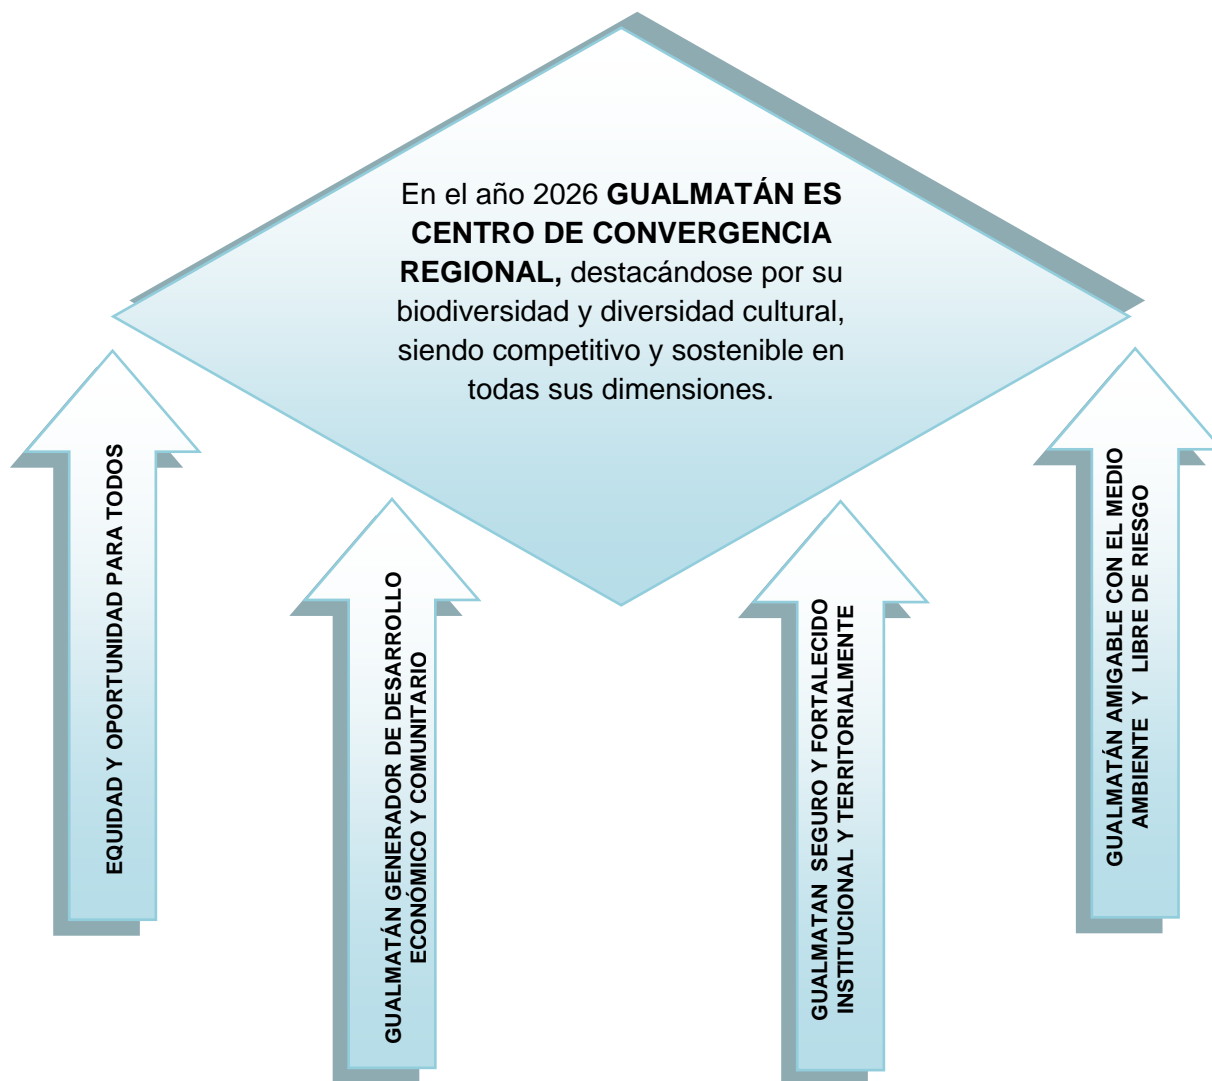 En el año 2026 GUALMATÁN ES
CENTRO DE CONVERGENCIA
REGIONAL, destacándose por su
biodiversidad y diversidad cultural,
siendo competitivo y sostenible en
todas sus dimensiones.
EQUIDAD Y OPORTUNIDAD PARA TODOS
GUALMATÁN GENERADOR DE DESARROLLO
ECONÓMICO Y COMUNITARIO
GUALMATAN SEGURO Y FORTALECIDO
INSTITUCIONAL Y TERRITORIALMENTE
GUALMATÁN AMIGABLE CON EL MEDIO
AMBIENTE Y LIBRE DE RIESGO